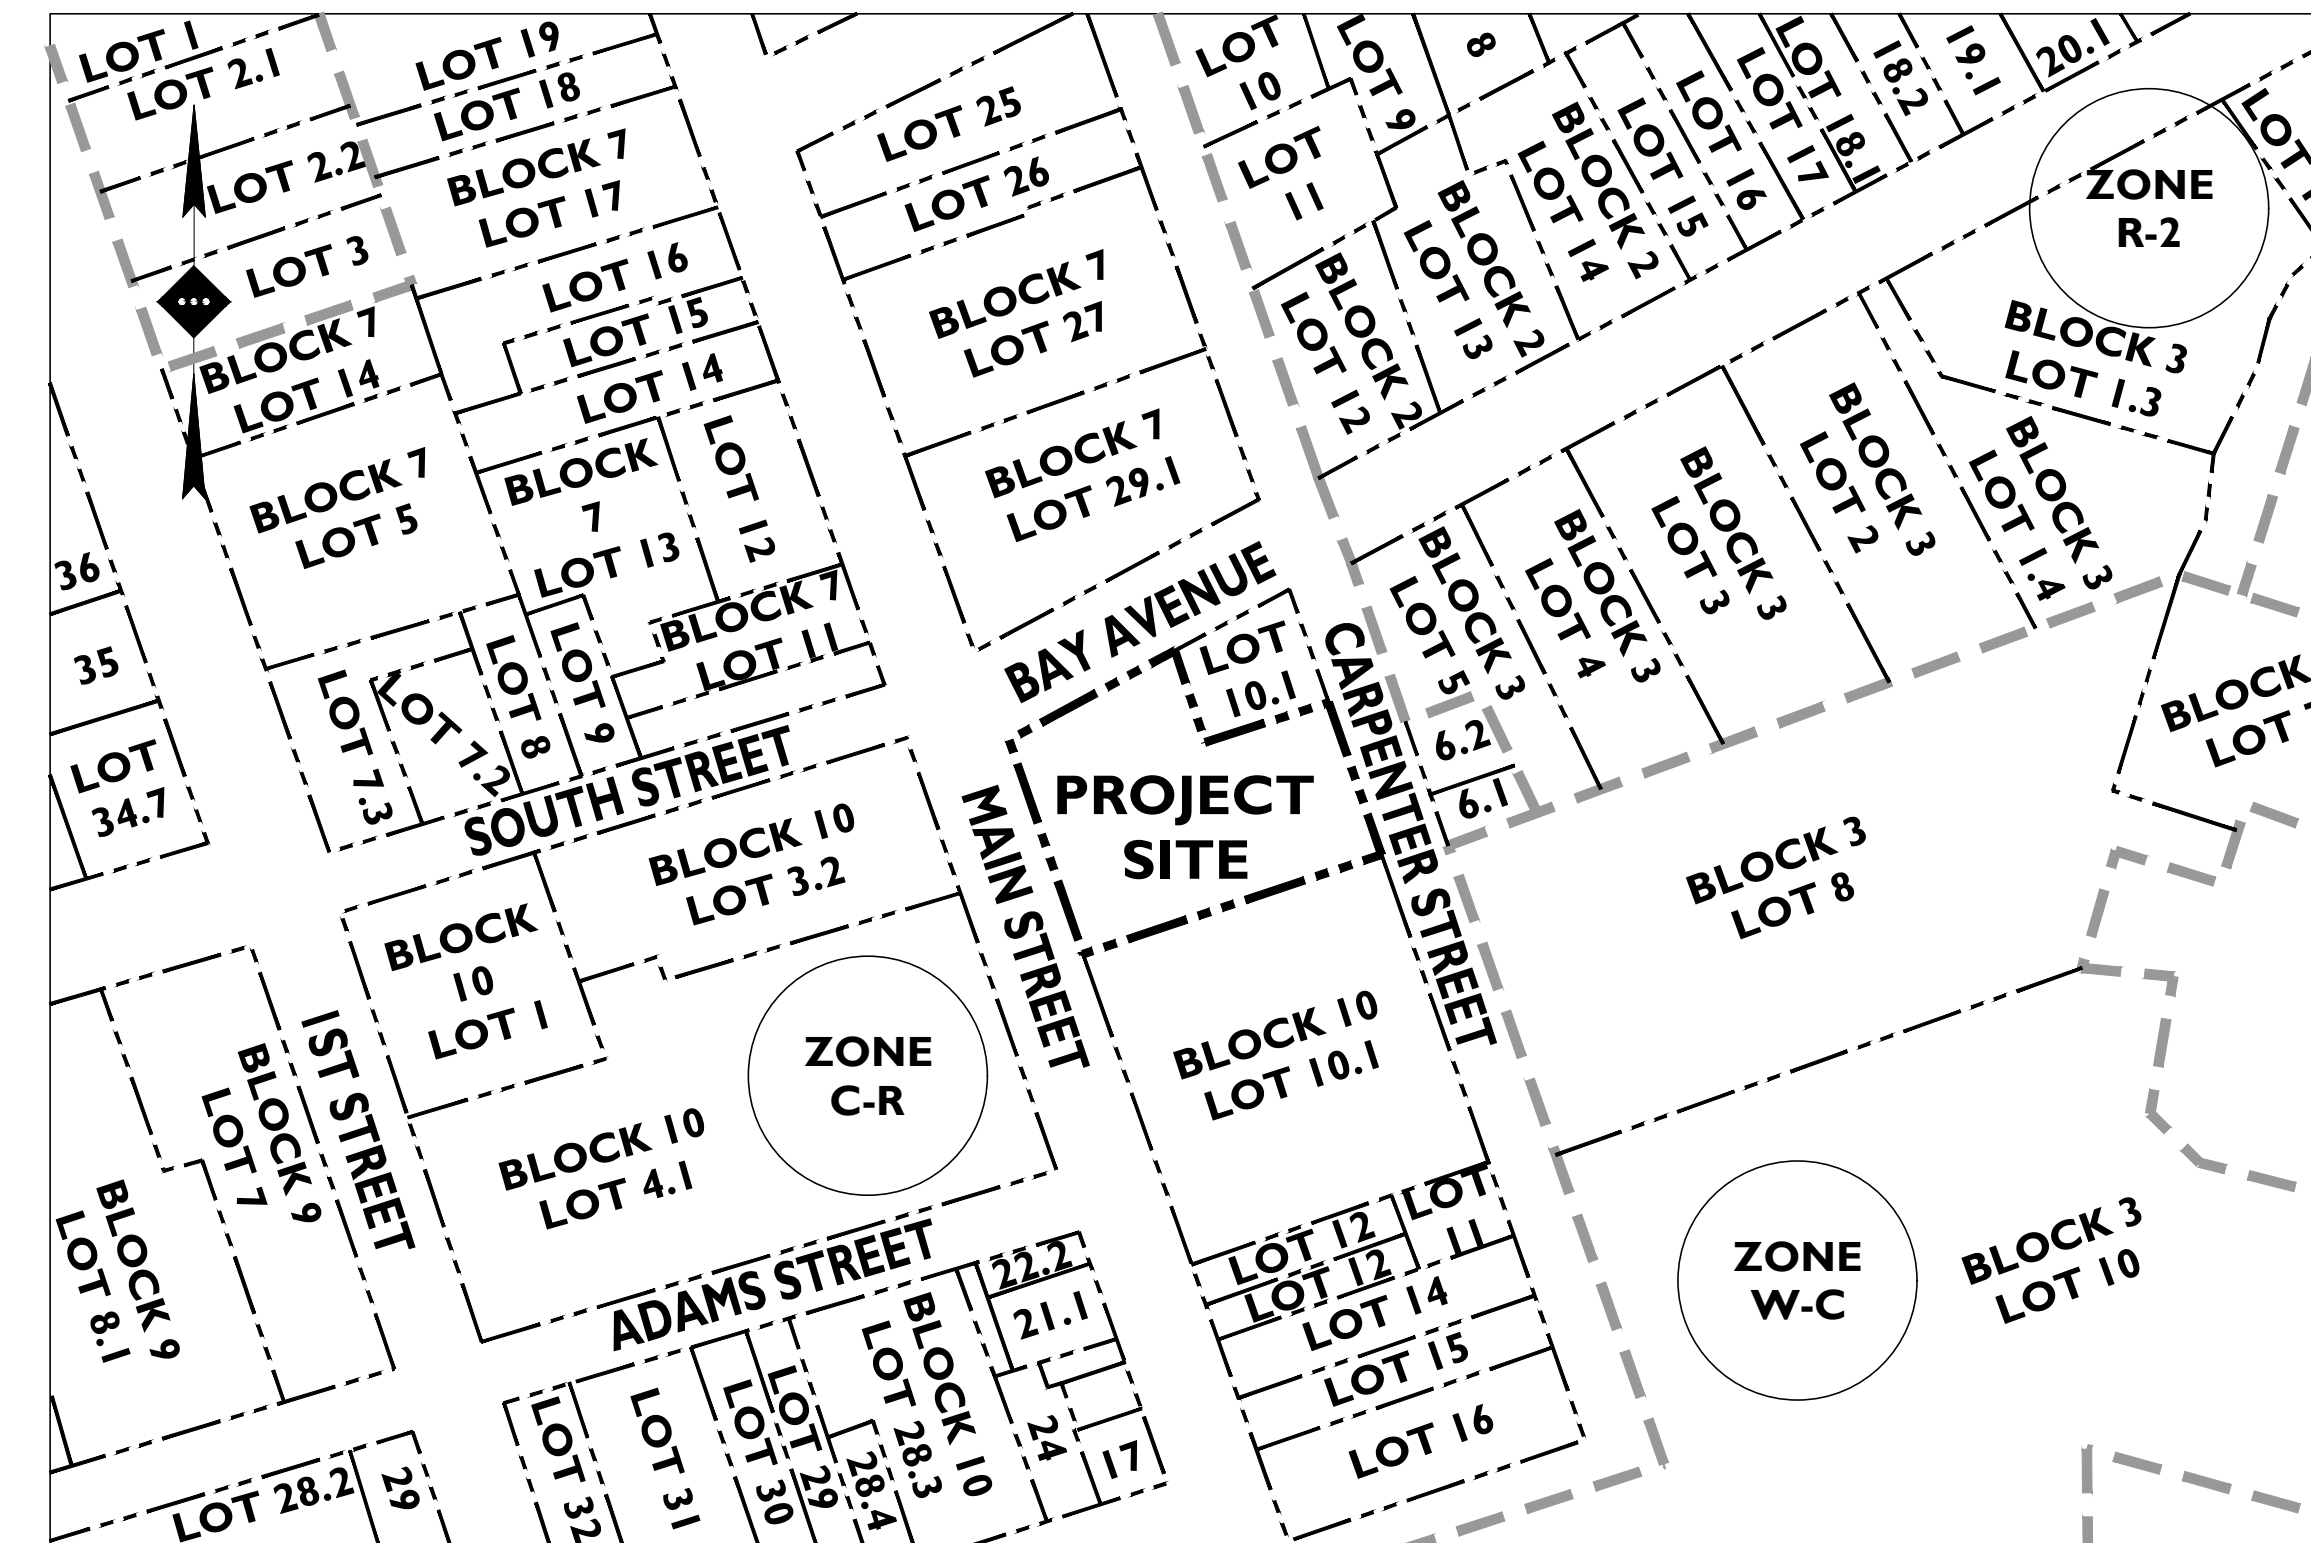 LOT 1
LOT 2.1
LOT 2.2
LOT 3
BLOCK 7
LOT 14
BLOCK 7
LOT 5
LOT 19
LOT 18
BLOCK 7
LOT 17
LOT 16
LOT 15
LOT 14
BLOCK
7
LOT 13
LOT 12
BLOCK 7
LOT 11
LOT 7.3
LOT 7.2
LOT 8
LOT 9
36
35
LOT
34.7
LOT 25
LOT 26
BLOCK 7
LOT 27
BLOCK 7
LOT 29.1
LOT
10
LOT 9
8
LOT
11
BLOCK 2
LOT 12
BLOCK 2
LOT 13
BLOCK 2
LOT 14
LOT 15
LOT 16
LOT 17
LOT 18.1
18.2
19.1
20.1
ZONE
R-2
LOT
BLOCK 3
LOT 1.3
BLOCK 3
LOT 1.4
BLOCK 3
LOT 2
BLOCK 3
LOT 3
BLOCK 3
LOT 4
BLOCK 3
LOT 5
6.2
6.1
BAY AVENUE
LOT
10.1
CARPENTER STREET
PROJECT
SITE
MAIN STREET
SOUTH STREET
BLOCK 10
LOT 3.2
BLOCK
10
LOT 1
ZONE
C-R
BLOCK 10
LOT 4.1
1ST STREET
BLOCK 9
LOT 7
BLOCK 9
LOT 8.1
ADAMS STREET
BLOCK 10
LOT 10.1
BLOCK 3
LOT 8
BLOCK
LOT
LOT 12
LOT
11
LOT 12
LOT 14
LOT 15
LOT 16
ZONE
W-C
BLOCK 3
LOT 10
22.2
21.1
24
17
BLOCK 10
LOT 28.3
28.4
LOT 29
LOT 30
LOT 31
LOT 32
LOT 28.2
29